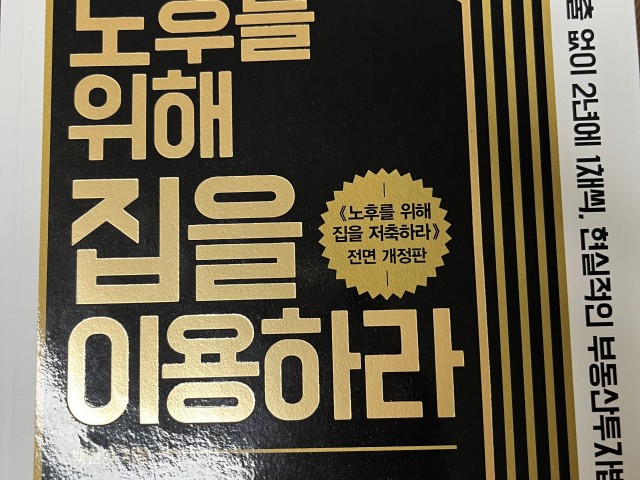 노후를
위해
집을
이용하라
《노후를 위해
집을 저축하라》
전면 개정판
출 없이 2년에 1채씩, 현실적인 부동산투자법